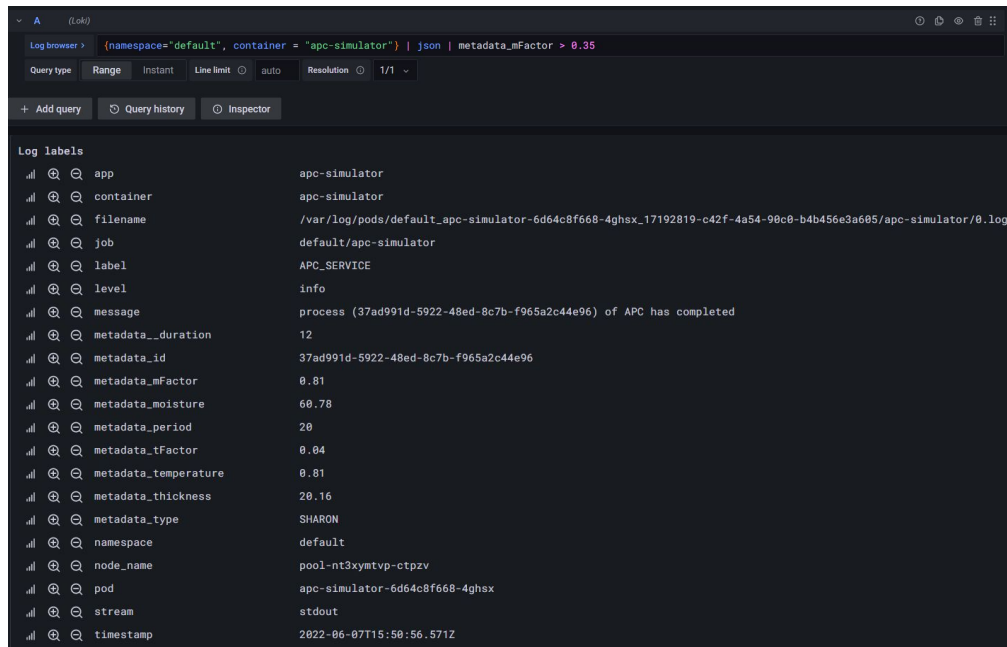 A (Loki)
Log browser > {namespace="default", container = "apc-simulator"} | json | metadata_mFactor > 0.35
Query type Range Instant Line limit auto Resolution 1/1
+ Add query Query history Inspector
Log labels
app apc-simulator
container apc-simulator
filename /var/log/pods/default_apc-simulator-6d64c8f668-4ghsx_17192819-c42f-4a54-90c0-b4b456e3a605/apc-simulator/0.log
job default/apc-simulator
label APC_SERVICE
level info
message process (37ad991d-5922-48ed-8c7b-f965a2c44e96) of APC has completed
metadata__duration 12
metadata_id 37ad991d-5922-48ed-8c7b-f965a2c44e96
metadata_mFactor 0.81
metadata_moisture 60.78
metadata_period 20
metadata_tFactor 0.04
metadata_temperature 0.81
metadata_thickness 20.16
metadata_type SHARON
namespace default
node_name pool-nt3xymtvp-ctpzv
pod apc-simulator-6d64c8f668-4ghsx
stream stdout
timestamp 2022-06-07T15:50:56.571Z